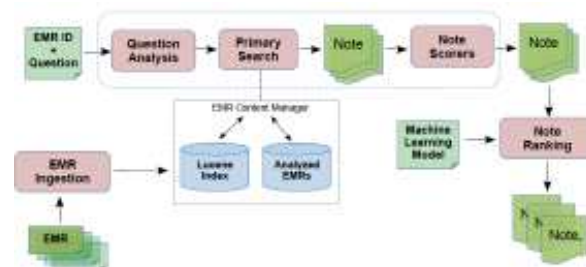 EMR ID
+
Question
Question
Analysis
Primary
Search
Note
Note
Scorers
Note
EMR Content Manager
Lucene
Index
Analyzed
EMRs
EMR
Ingestion
EMR
Machine
Learning
Model
Note
Ranking
N
N
Note.